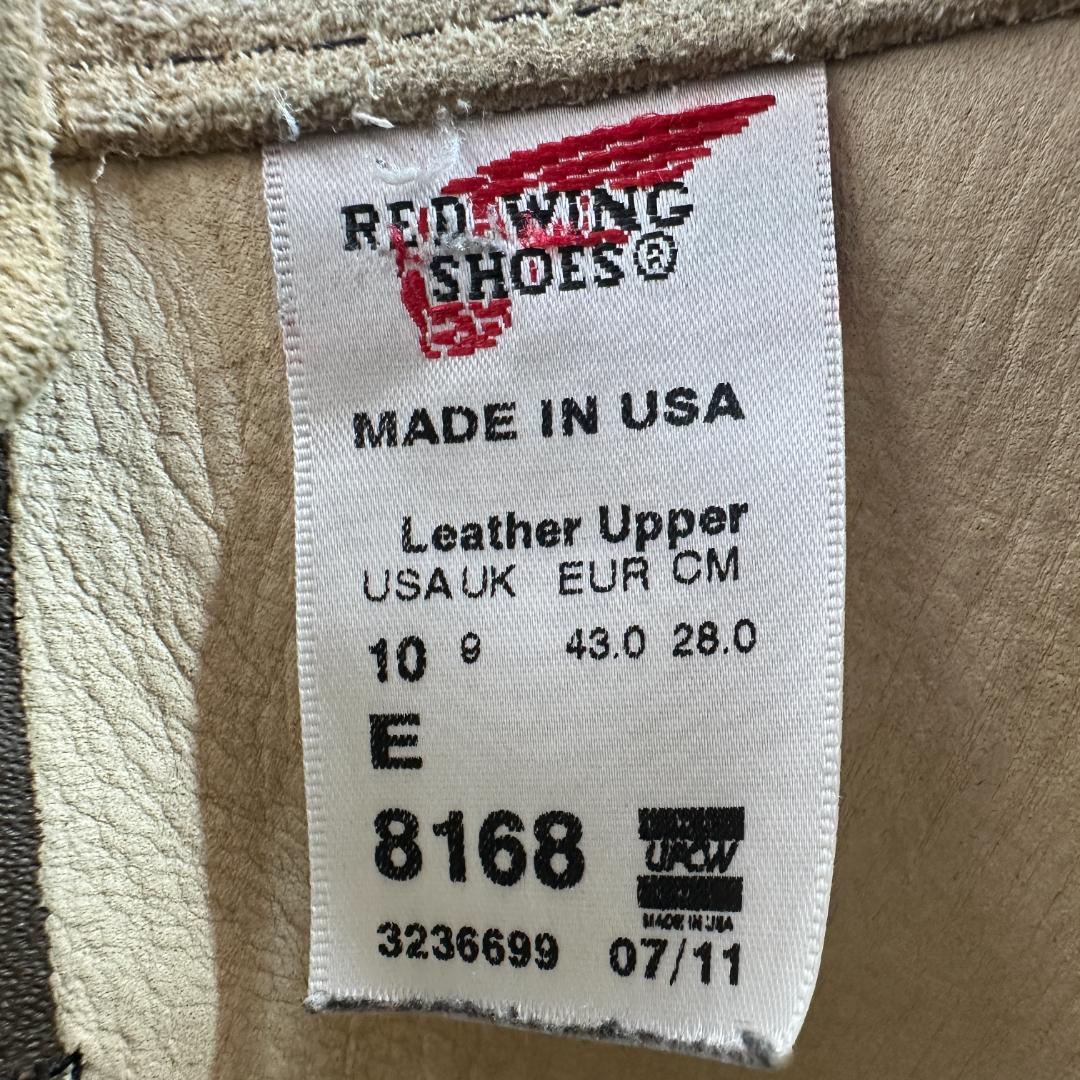 RED WING
SHOES®
MADE IN USA
Leather Upper
USA UK EUR CM
10 9 43.0 28.0
E
8168
UFCW
MADE IN USA
3236699 07/11